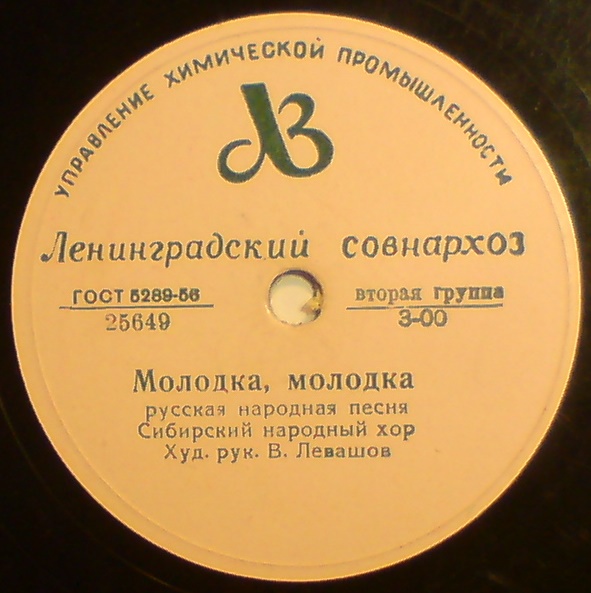 УПРАВЛЕНИЕ ХИМИЧЕСКОЙ ПРОМЫШЛЕННОСТИ
ЛЗ
Ленинградский совнархоз
ГОСТ 5289-56
25649
вторая группа
3-00
Молодка, молодка
русская народная песня
Сибирский народный хор
Худ. рук. В. Левашов